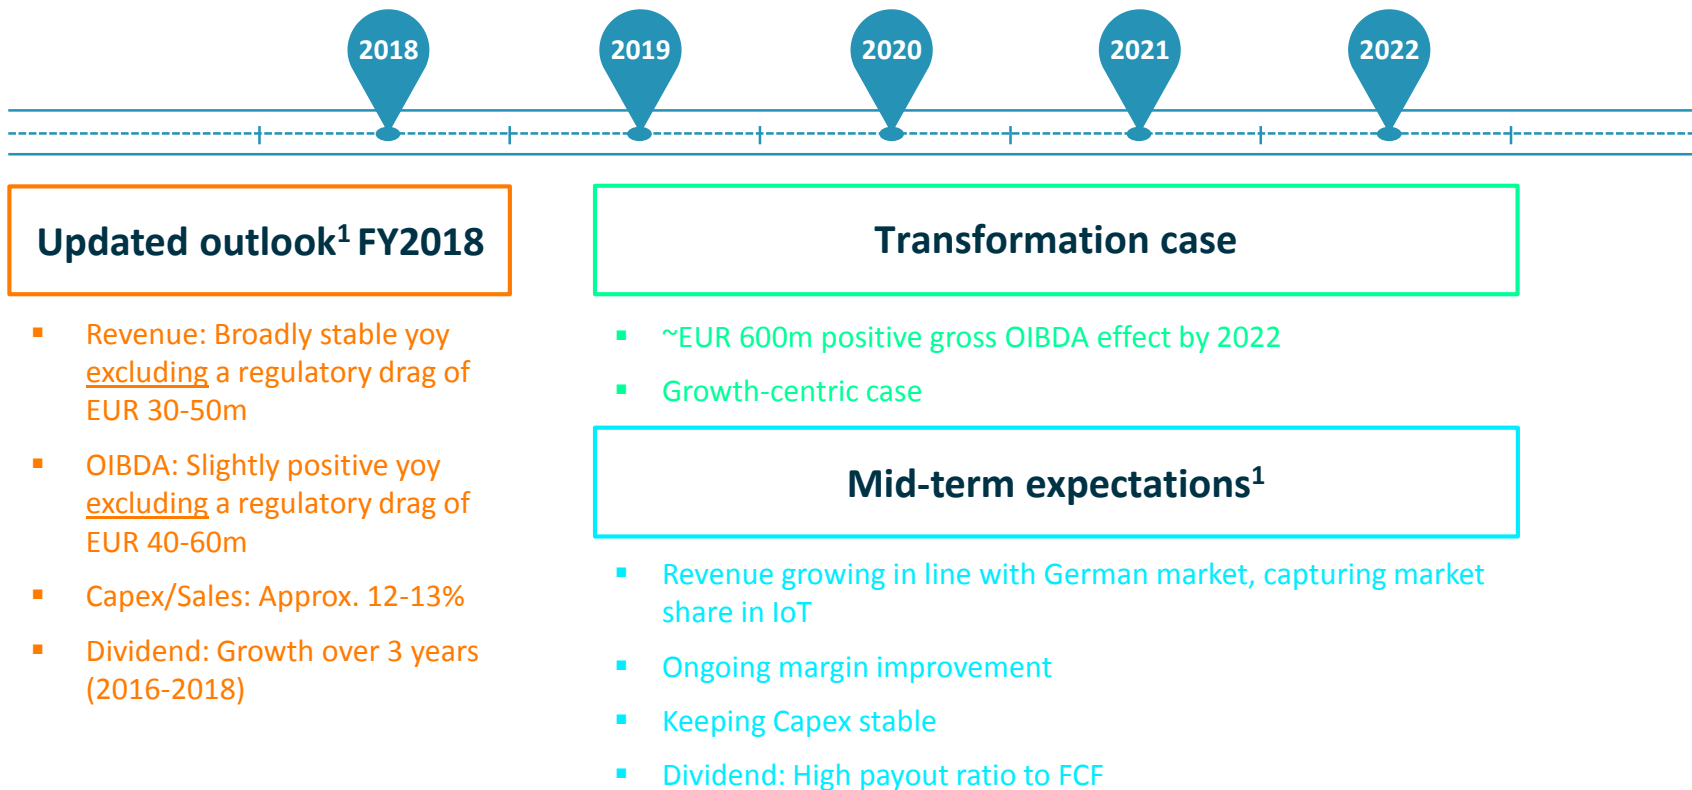 2018 2019 2020 2021 2022
Updated outlook¹ FY2018
▪ Revenue: Broadly stable yoy
excluding a regulatory drag of
EUR 30-50m
▪ OIBDA: Slightly positive yoy
excluding a regulatory drag of
EUR 40-60m
▪ Capex/Sales: Approx. 12-13%
▪ Dividend: Growth over 3 years
(2016-2018)
Transformation case
▪ ~EUR 600m positive gross OIBDA effect by 2022
▪ Growth-centric case
Mid-term expectations¹
▪ Revenue growing in line with German market, capturing market
share in IoT
▪ Ongoing margin improvement
▪ Keeping Capex stable
▪ Dividend: High payout ratio to FCF